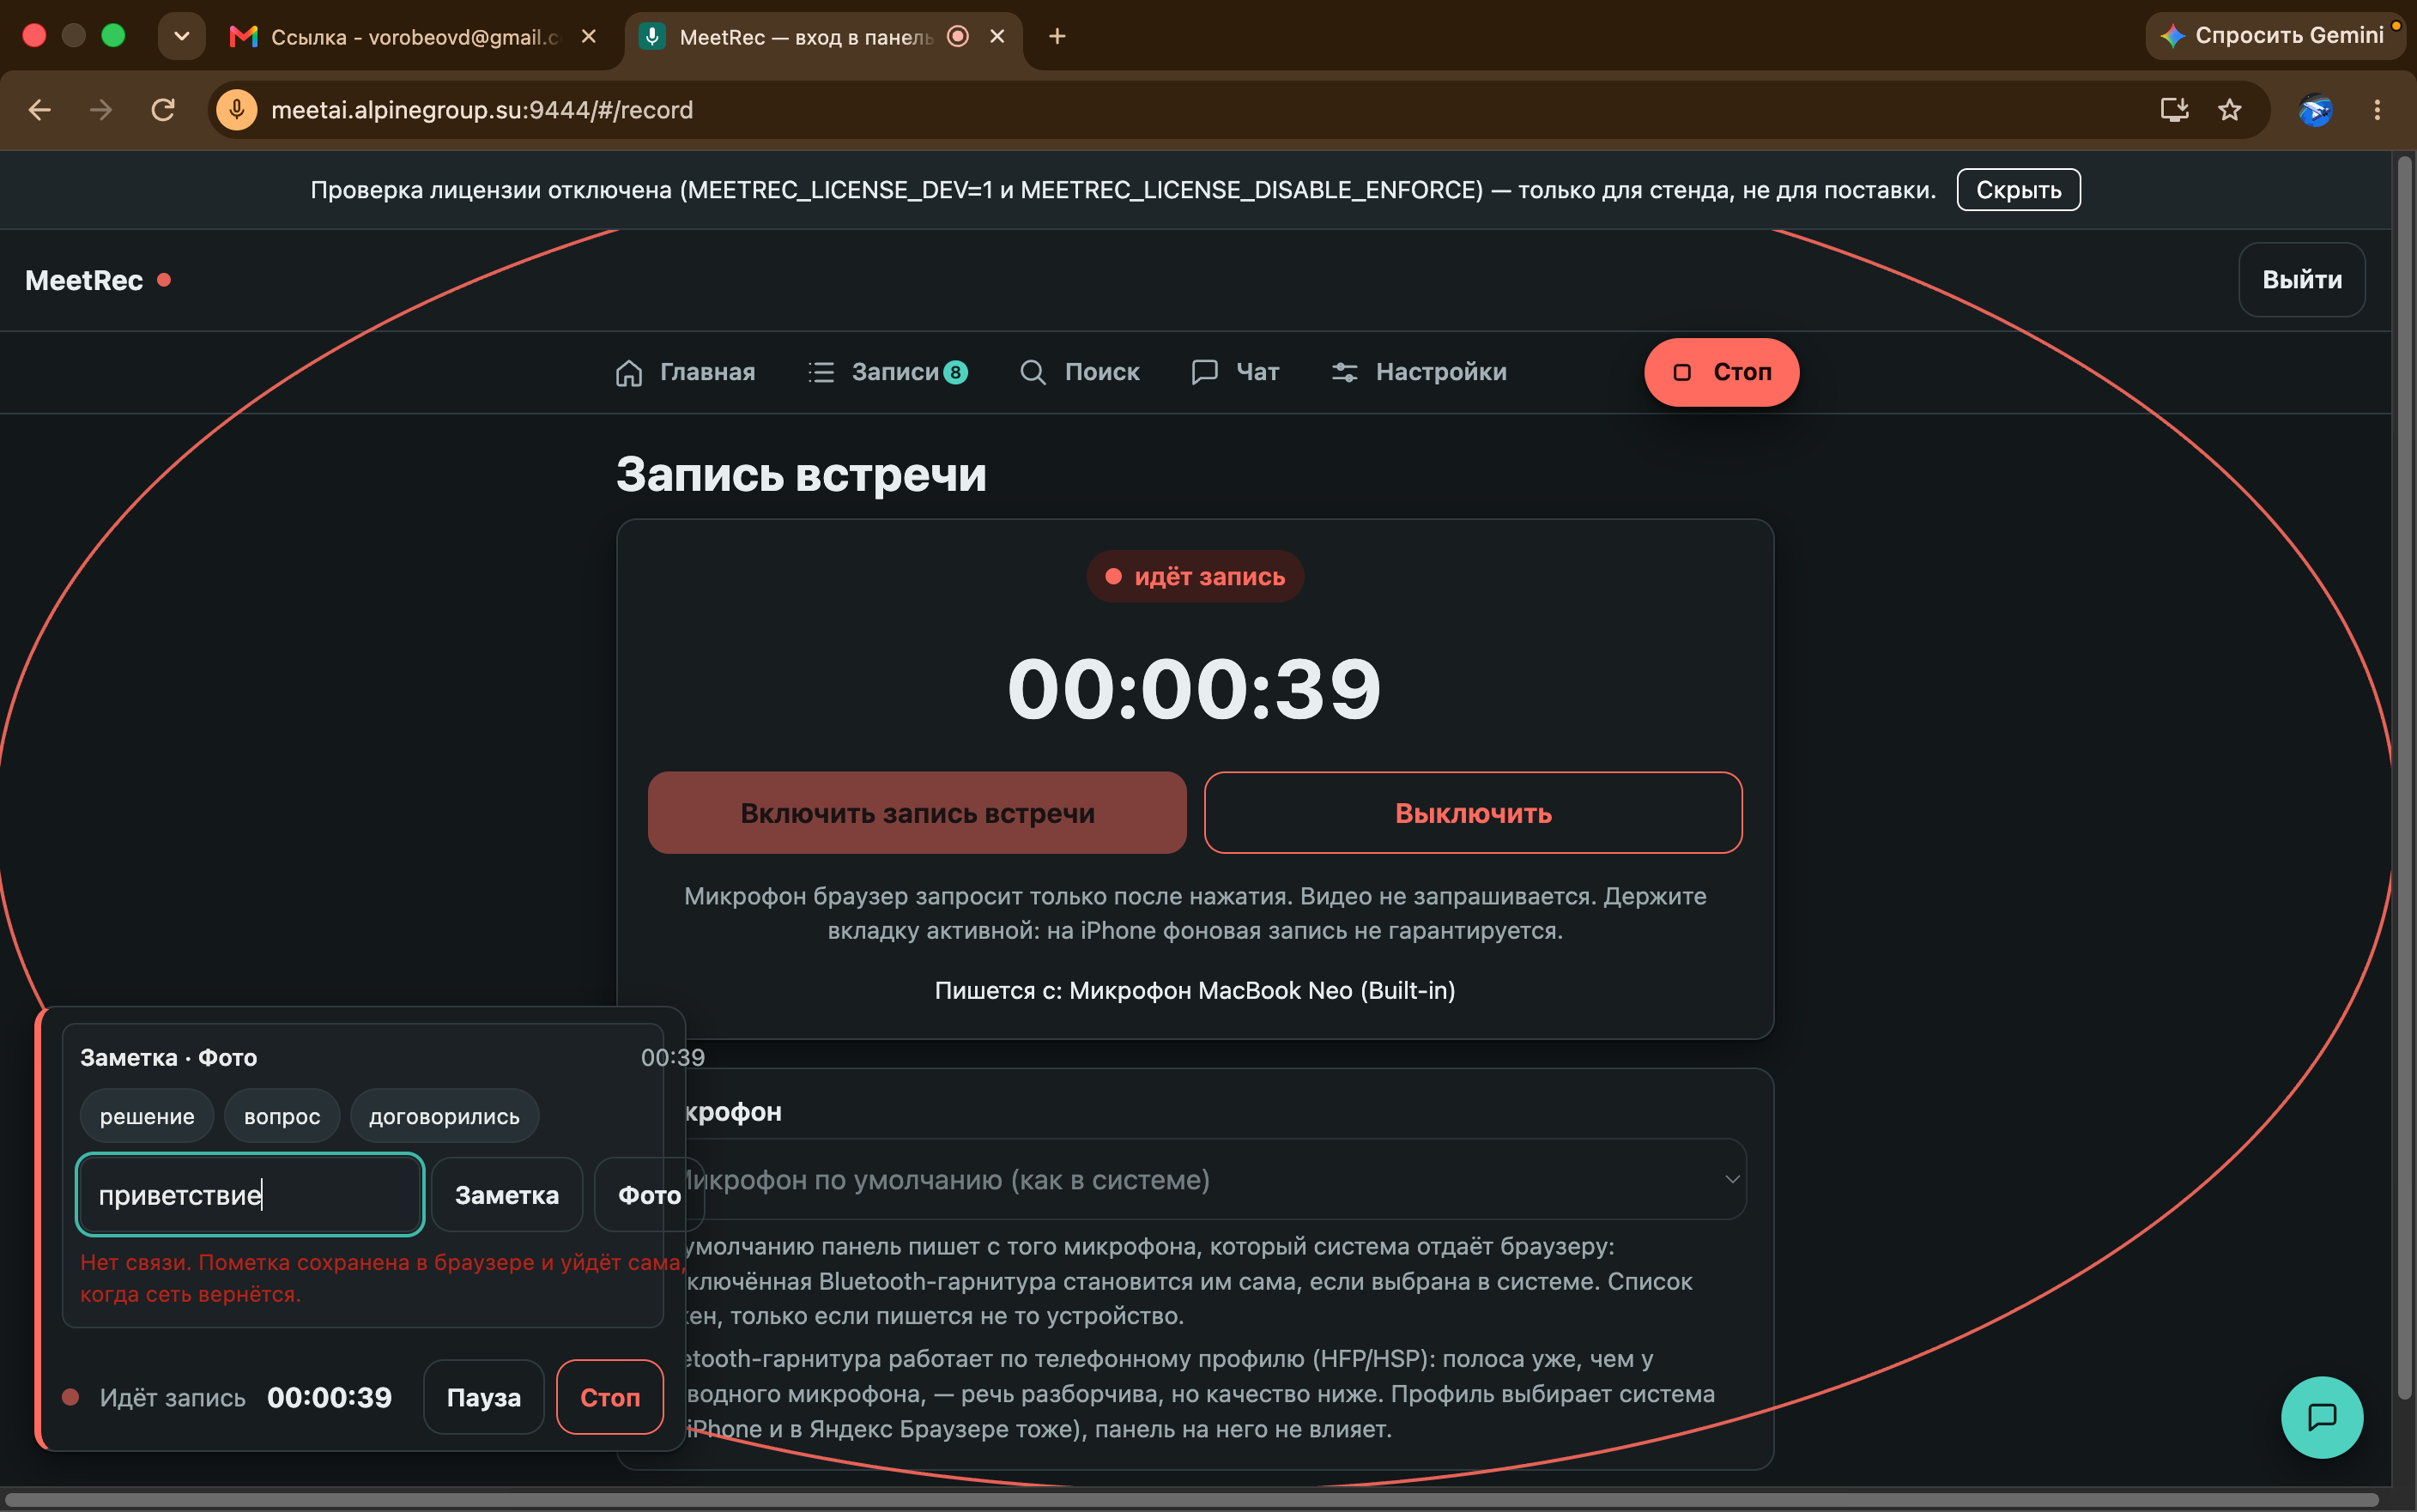 Ссылка - vorobeovd@gmail.c
MeetRec — вход в панель
Спросить Gemini
meetai.alpinegroup.su:9444/#/record
Проверка лицензии отключена (MEETREC_LICENSE_DEV=1 и MEETREC_LICENSE_DISABLE_ENFORCE) — только для стенда, не для поставки.
Скрыть
MeetRec
Выйти
Главная
Записи 8
Поиск
Чат
Настройки
Стоп
Запись встречи
идёт запись
00:00:39
Включить запись встречи
Выключить
Микрофон браузер запросит только после нажатия. Видео не запрашивается. Держите
вкладку активной: на iPhone фоновая запись не гарантируется.
Пишется с: Микрофон MacBook Neo (Built-in)
Заметка · Фото
00:39
решение
вопрос
договорились
приветствие
Заметка
Фото
Нет связи. Пометка сохранена в браузере и уйдёт сама,
когда сеть вернётся.
Идёт запись
00:00:39
Пауза
Стоп
крофон
икрофон по умолчанию (как в системе)
умолчанию панель пишет с того микрофона, который система отдаёт браузеру:
ключённая Bluetooth-гарнитура становится им сама, если выбрана в системе. Список
ен, только если пишется не то устройство.
etooth-гарнитура работает по телефонному профилю (HFP/HSP): полоса уже, чем у
водного микрофона, — речь разборчива, но качество ниже. Профиль выбирает система
iPhone и в Яндекс Браузере тоже), панель на него не влияет.